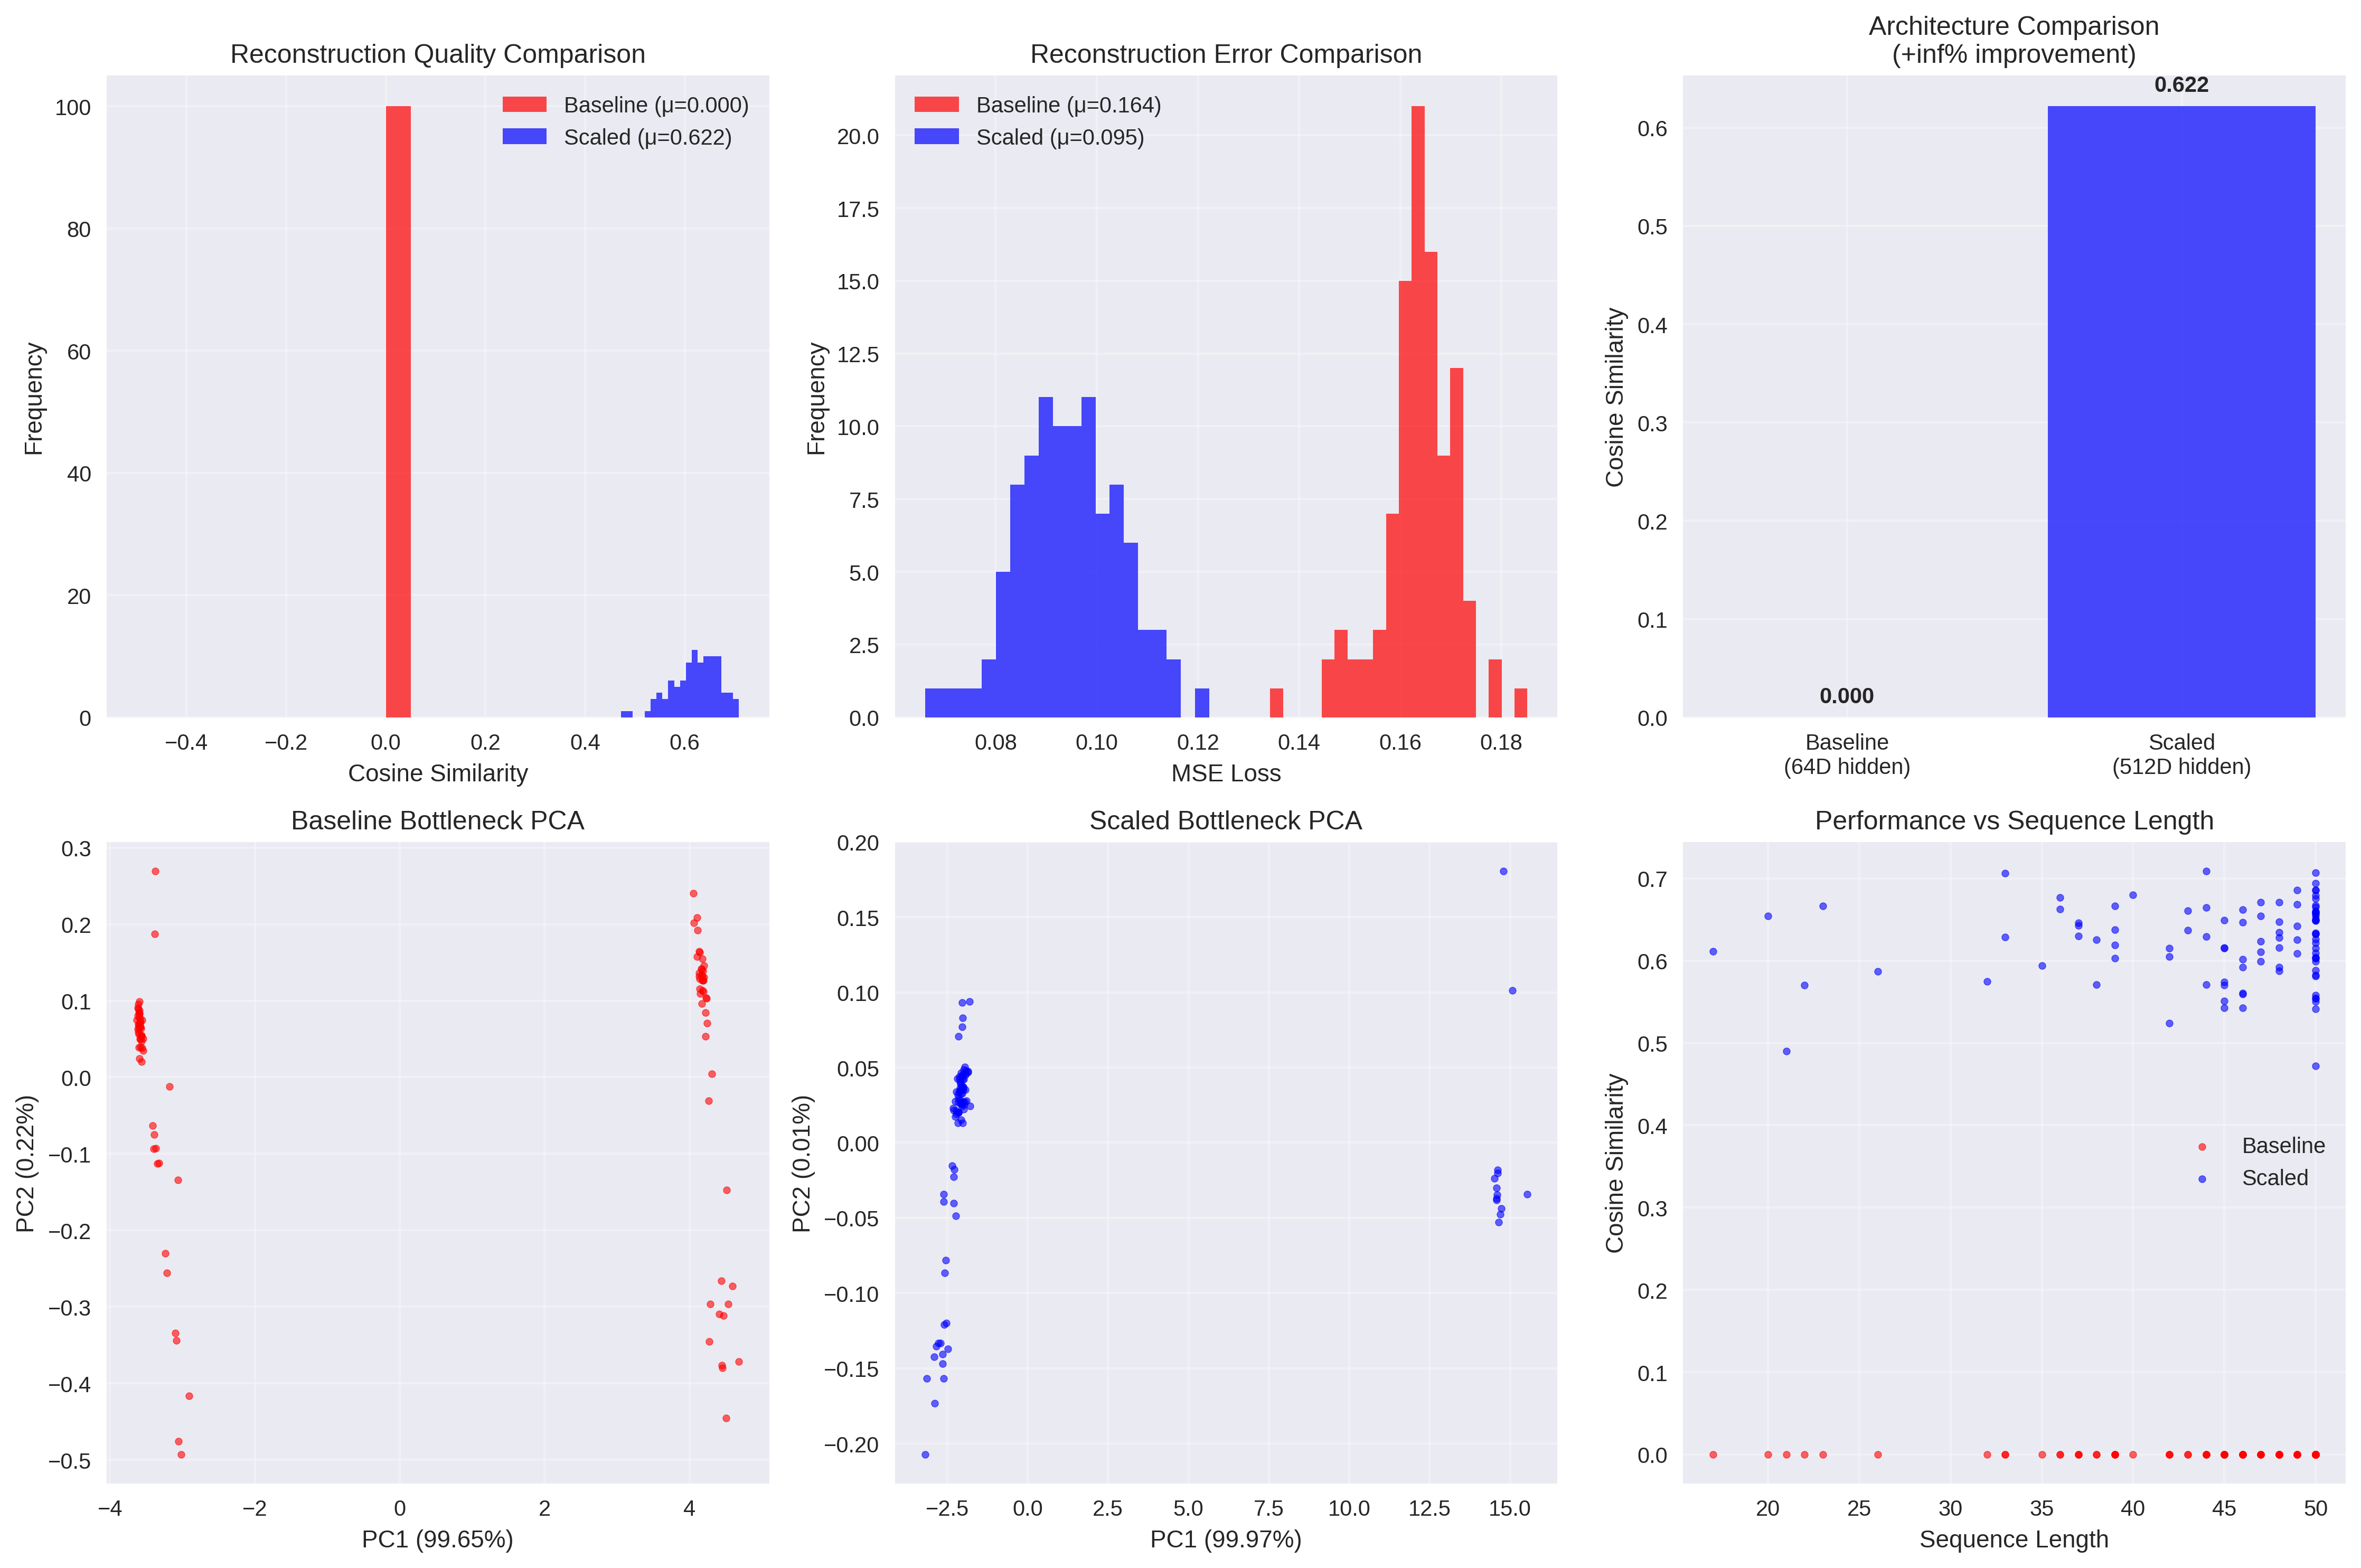 Reconstruction Quality Comparison
Baseline (μ=0.000)
Scaled (μ=0.622)
100
80
60
40
20
0
Frequency
−0.4 −0.2 0.0 0.2 0.4 0.6
Cosine Similarity
Reconstruction Error Comparison
Baseline (μ=0.164)
Scaled (μ=0.095)
20.0
17.5
15.0
12.5
10.0
7.5
5.0
2.5
0.0
Frequency
0.08 0.10 0.12 0.14 0.16 0.18
MSE Loss
Architecture Comparison
(+inf% improvement)
0.622
0.000
0.6
0.5
0.4
0.3
0.2
0.1
0.0
Cosine Similarity
Baseline
(64D hidden)
Scaled
(512D hidden)
Baseline Bottleneck PCA
0.3
0.2
0.1
0.0
−0.1
−0.2
−0.3
−0.4
−0.5
PC2 (0.22%)
−4 −2 0 2 4
PC1 (99.65%)
Scaled Bottleneck PCA
0.20
0.15
0.10
0.05
0.00
−0.05
−0.10
−0.15
−0.20
PC2 (0.01%)
−2.5 0.0 2.5 5.0 7.5 10.0 12.5 15.0
PC1 (99.97%)
Performance vs Sequence Length
0.7
0.6
0.5
0.4
0.3
0.2
0.1
0.0
Cosine Similarity
Baseline
Scaled
20 25 30 35 40 45 50
Sequence Length